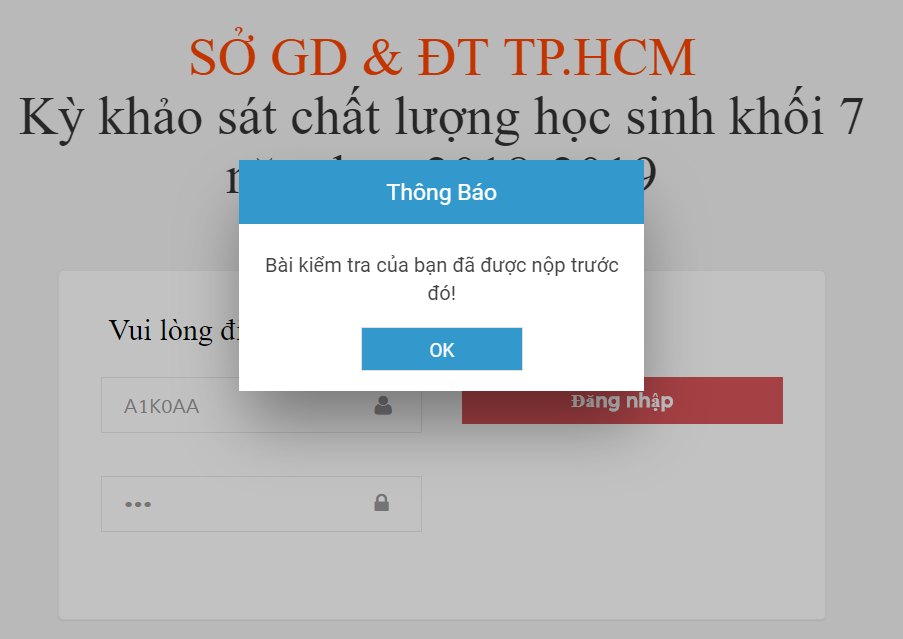 SỞ GD & ĐT TP.HCM
Kỳ khảo sát chất lượng học sinh khối 7
Thông Báo
Bài kiểm tra của bạn đã được nộp trước
đó!
OK
Vui lòng
A1K0AA
Đăng nhập